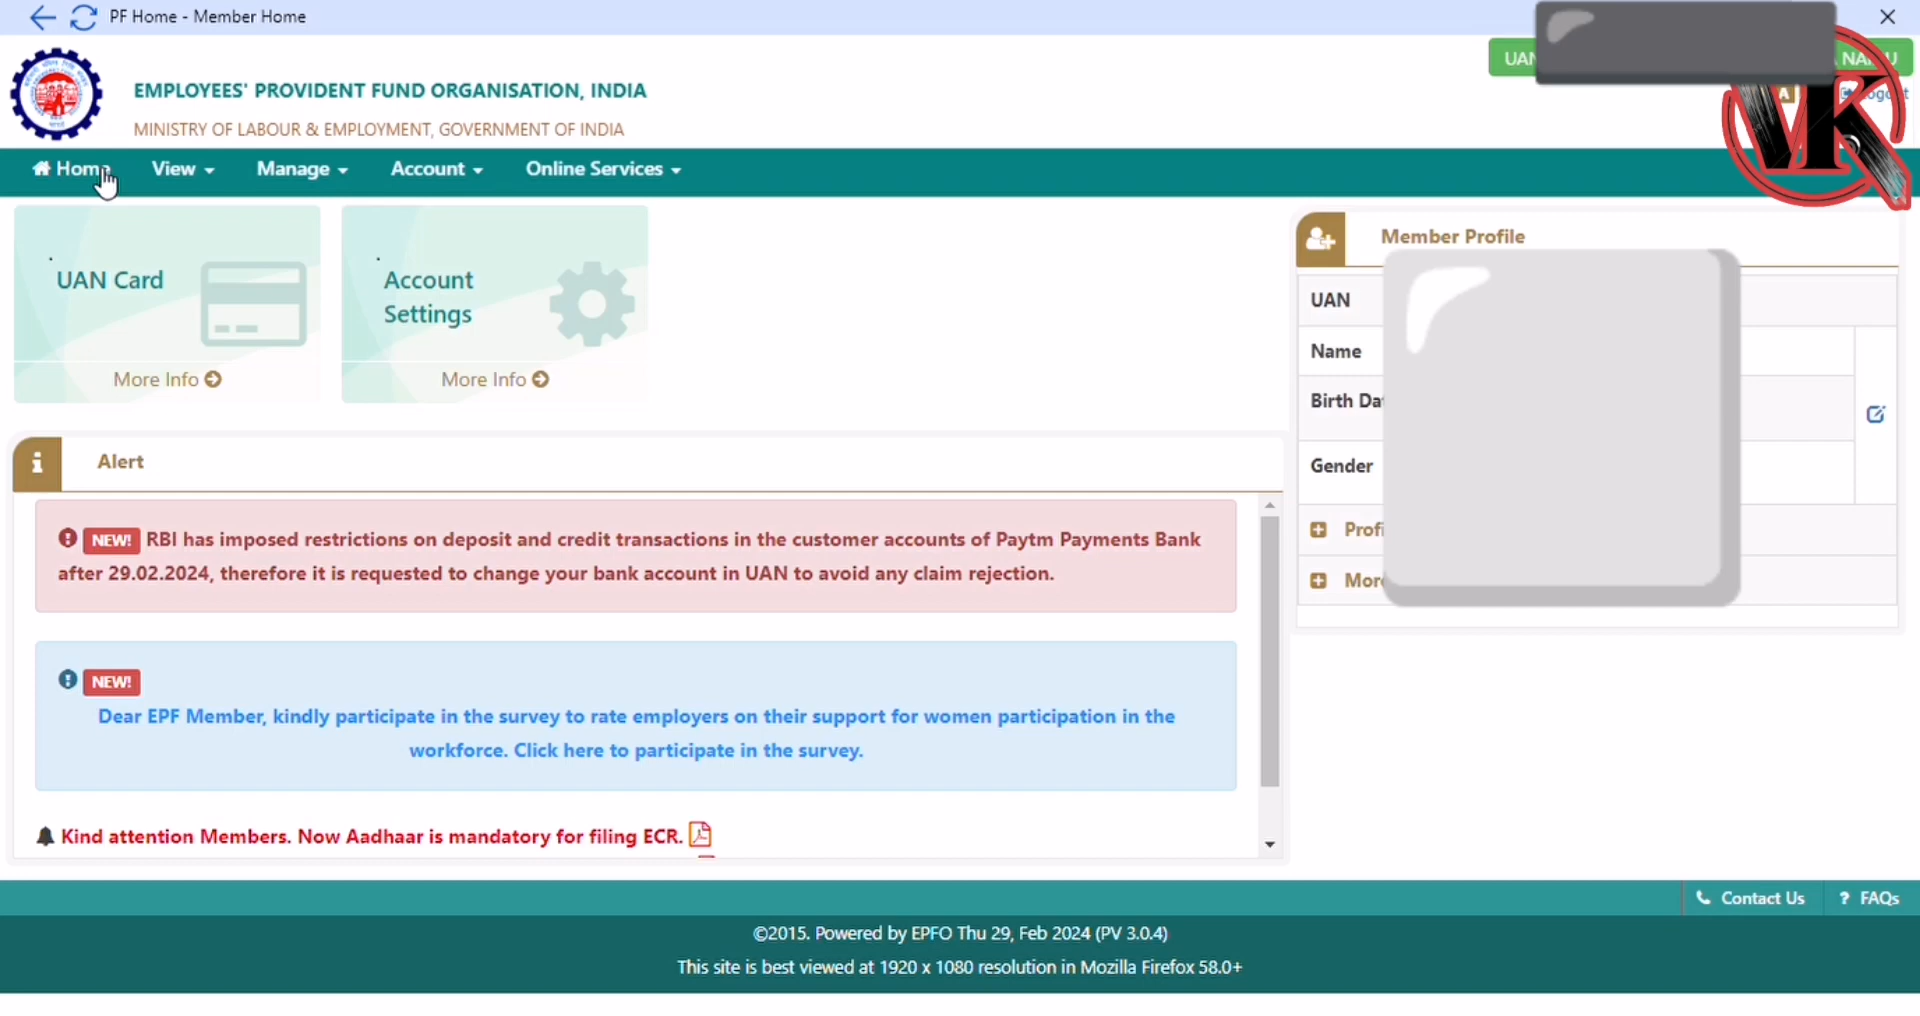 PF Home - Member Home
EMPLOYEES' PROVIDENT FUND ORGANISATION, INDIA
MINISTRY OF LABOUR & EMPLOYMENT, GOVERNMENT OF INDIA
UAN
Home View Manage Account Online Services
VK
UAN Card
More Info
Account
Settings
More Info
Member Profile
UAN
Name
Birth
Gender
Alert
NEW! RBI has imposed restrictions on deposit and credit transactions in the customer accounts of Paytm Payments Bank
after 29.02.2024, therefore it is requested to change your bank account in UAN to avoid any claim rejection.
NEW!
Dear EPF Member, kindly participate in the survey to rate employers on their support for women participation in the
workforce. Click here to participate in the survey.
Kind attention Members. Now Aadhaar is mandatory for filing ECR.
Contact Us
? FAQs
©2015. Powered by EPFO Thu 29, Feb 2024 (PV 3.0.4)
This site is best viewed at 1920 x 1080 resolution in Mozilla Firefox 58.0+